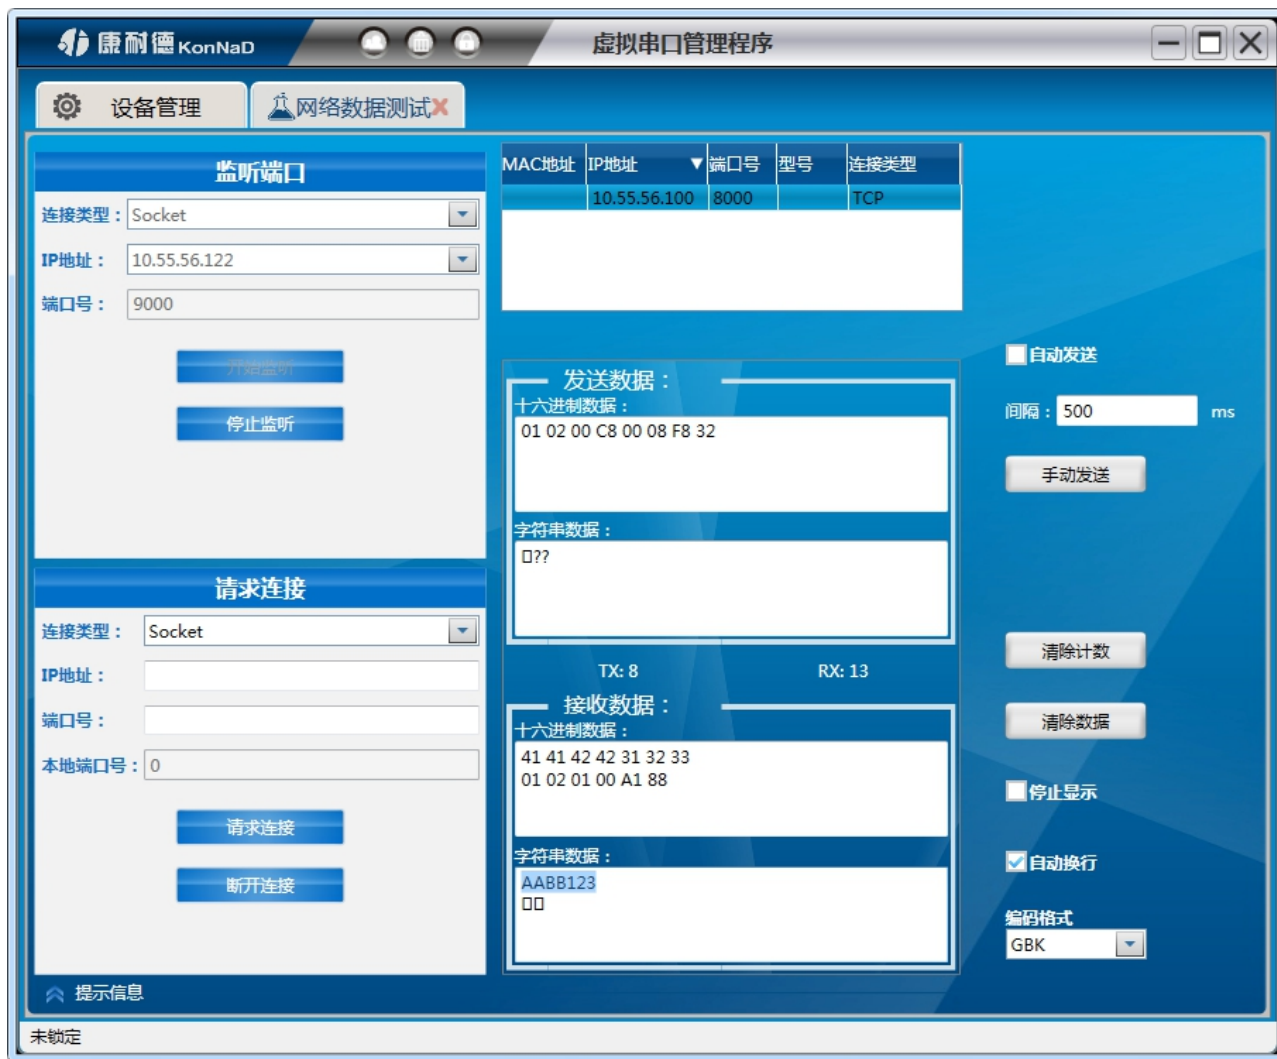 康耐德 KonNaD
虚拟串口管理程序
设备管理
网络数据测试
监听端口
连接类型：Socket
IP地址：10.55.56.122
端口号：9000
开始监听
停止监听
请求连接
连接类型：Socket
IP地址：
端口号：
本地端口号：0
请求连接
断开连接
MAC地址 IP地址 端口号 型号 连接类型
10.55.56.100 8000 TCP
发送数据：
十六进制数据：
01 02 00 C8 00 08 F8 32
字符串数据：
□??
TX: 8 RX: 13
接收数据：
十六进制数据：
41 41 42 42 31 32 33
01 02 01 00 A1 88
字符串数据：
AABB123
□□
自动发送
间隔：500 ms
手动发送
清除计数
清除数据
停止显示
自动换行
编码格式
GBK
提示信息
未锁定